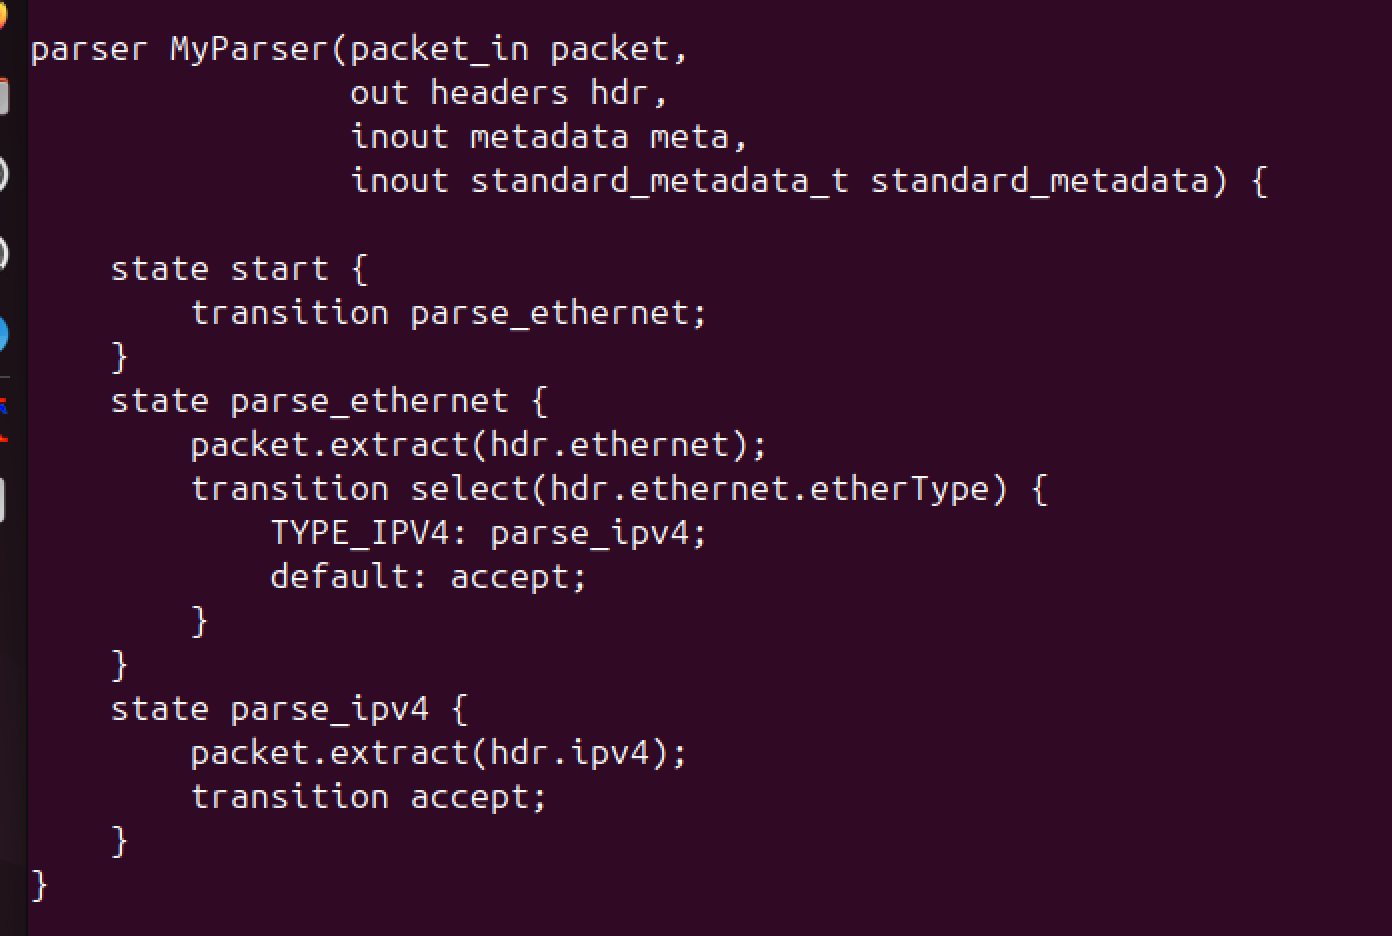 parser MyParser(packet_in packet,
                out headers hdr,
                inout metadata meta,
                inout standard_metadata_t standard_metadata) {

    state start {
        transition parse_ethernet;
    }
    state parse_ethernet {
        packet.extract(hdr.ethernet);
        transition select(hdr.ethernet.etherType) {
            TYPE_IPV4: parse_ipv4;
            default: accept;
        }
    }
    state parse_ipv4 {
        packet.extract(hdr.ipv4);
        transition accept;
    }
}